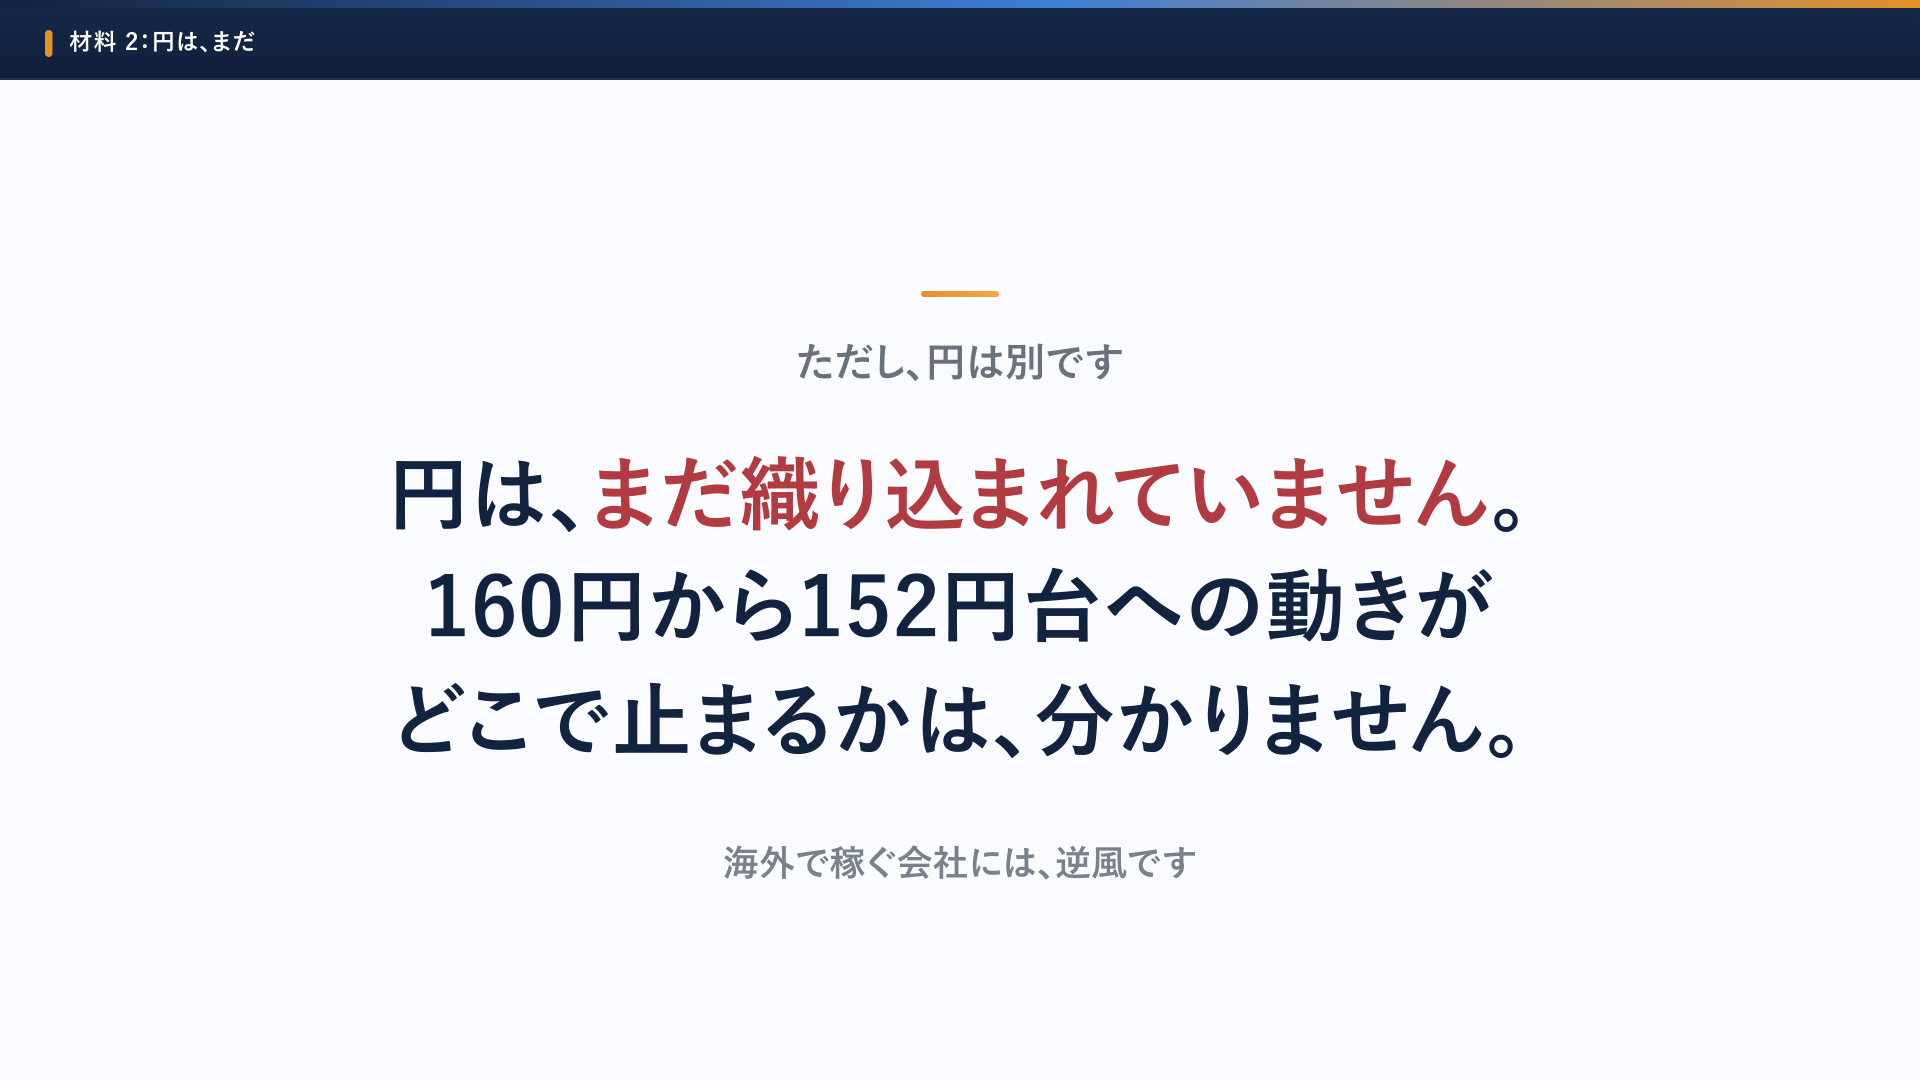 材料 2：円は、まだ
ただし、円は別です
円は、まだ織り込まれていません。
160円から152円台への動きが
どこで止まるかは、分かりません。
海外で稼ぐ会社には、逆風です